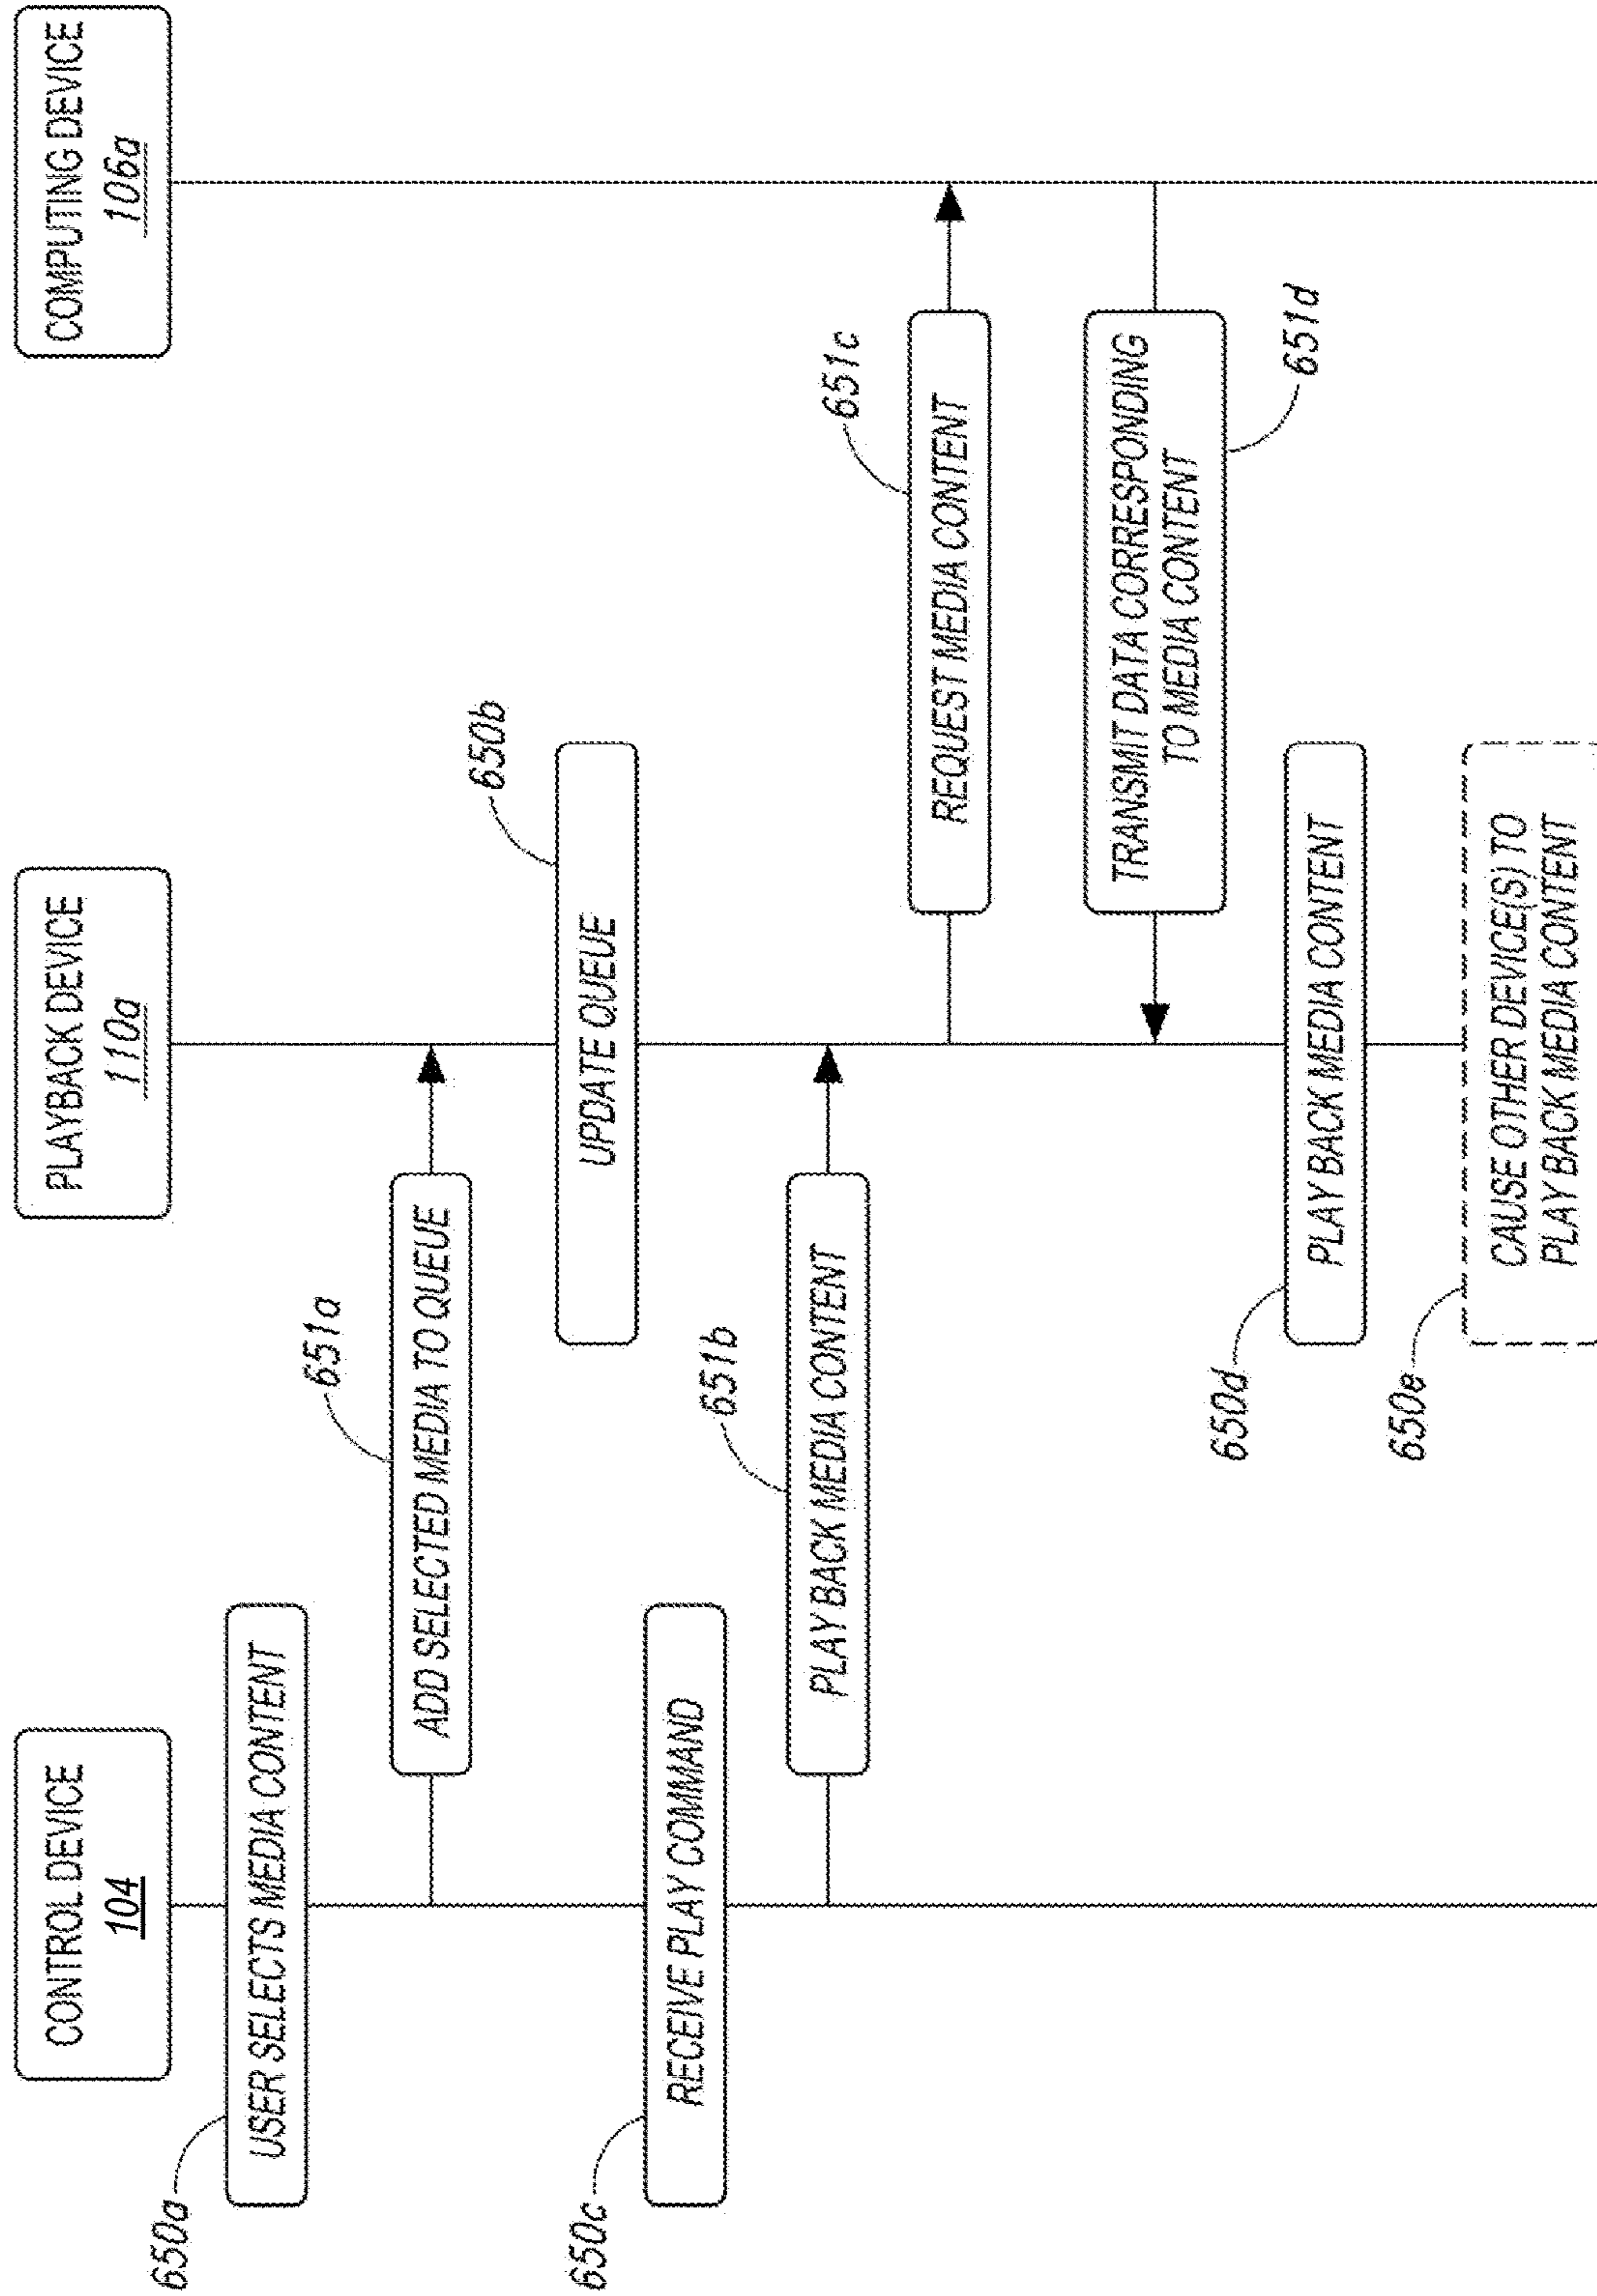 CONTROL DEVICE
104
PLAYBACK DEVICE
110a
COMPUTING DEVICE
106a
650a
USER SELECTS MEDIA CONTENT
651a
ADD SELECTED MEDIA TO QUEUE
650b
UPDATE QUEUE
650c
RECEIVE PLAY COMMAND
651b
PLAY BACK MEDIA CONTENT
651c
REQUEST MEDIA CONTENT
TRANSMIT DATA CORRESPONDING
TO MEDIA CONTENT
651d
650d
PLAY BACK MEDIA CONTENT
650e
CAUSE OTHER DEVICE(S) TO
PLAY BACK MEDIA CONTENT